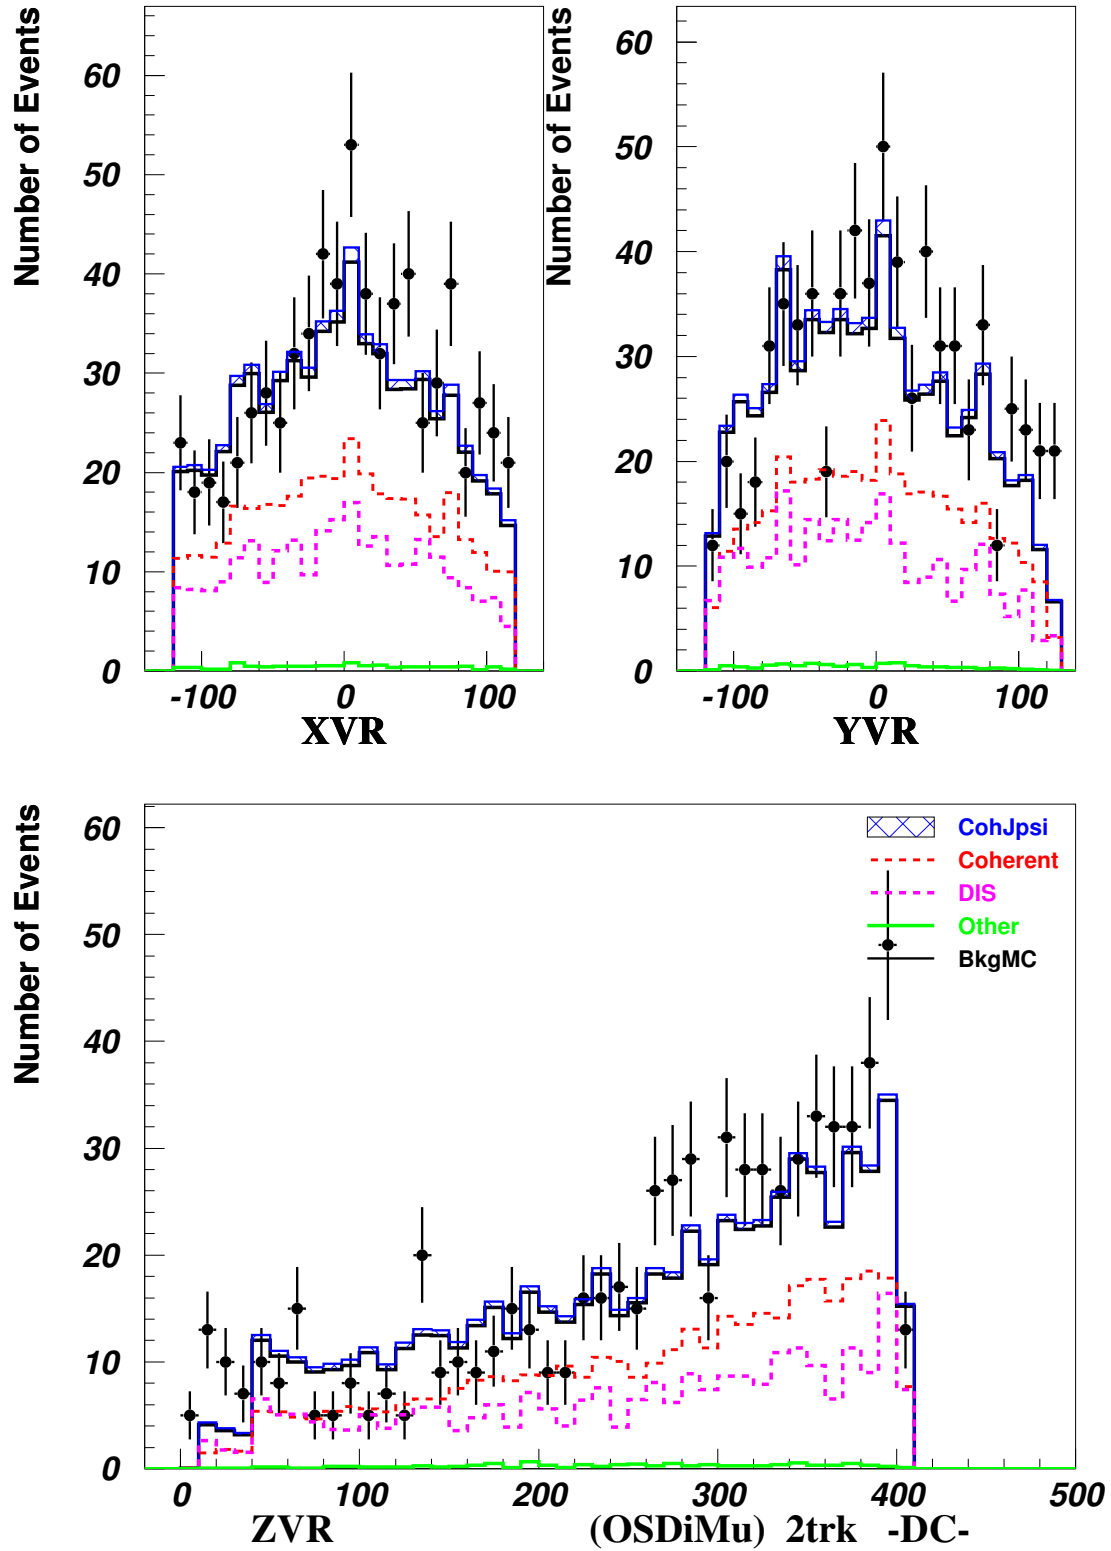 Number of Events
60
50
40
30
20
10
0
-100 0 100
XVR
Number of Events
60
50
40
30
20
10
0
-100 0 100
YVR
Number of Events
60
50
40
30
20
10
0
0 100 200 300 400 500
CohJpsi
Coherent
DIS
Other
BkgMC
ZVR (OSDiMu) 2trk -DC-